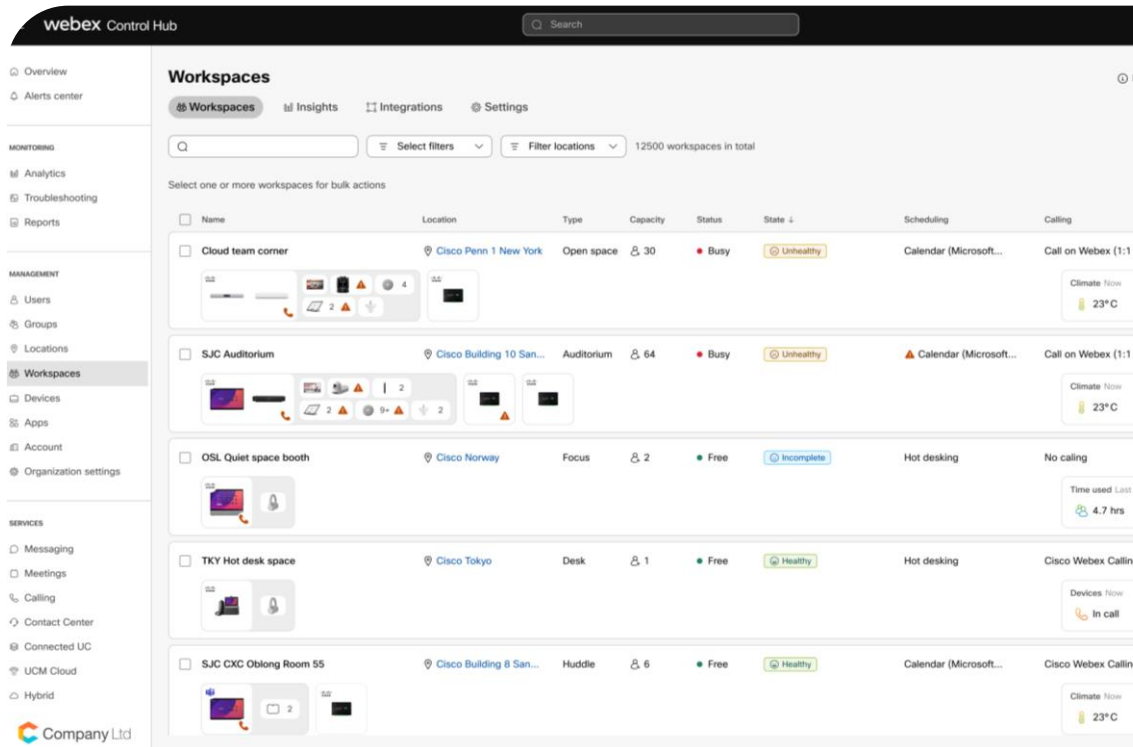 webex Control Hub
Search
Overview
Alerts center
MONITORING
Analytics
Troubleshooting
Reports
MANAGEMENT
Users
Groups
Locations
Workspaces
Devices
Apps
Account
Organization settings
SERVICES
Messaging
Meetings
Calling
Contact Center
Connected UC
UCM Cloud
Hybrid
Company Ltd
Workspaces
Workspaces Insights Integrations Settings
Select filters Filter locations 12500 workspaces in total
Select one or more workspaces for bulk actions
Name Location Type Capacity Status State ↓ Scheduling Calling
Cloud team corner Cisco Penn 1 New York Open space 30 Busy Unhealthy Calendar (Microsoft... Call on Webex (1:1
4
2
Climate Now
23°C
SJC Auditorium Cisco Building 10 San... Auditorium 64 Busy Unhealthy Calendar (Microsoft... Call on Webex (1:1
2
2 9+ 2
Climate Now
23°C
OSL Quiet space booth Cisco Norway Focus 2 Free Incomplete Hot desking No caling
Time used Last
4.7 hrs
TKY Hot desk space Cisco Tokyo Desk 1 Free Healthy Hot desking Cisco Webex Callin
Devices Now
In call
SJC CXC Oblong Room 55 Cisco Building 8 San... Huddle 6 Free Healthy Calendar (Microsoft... Cisco Webex Callin
2
Climate Now
23°C